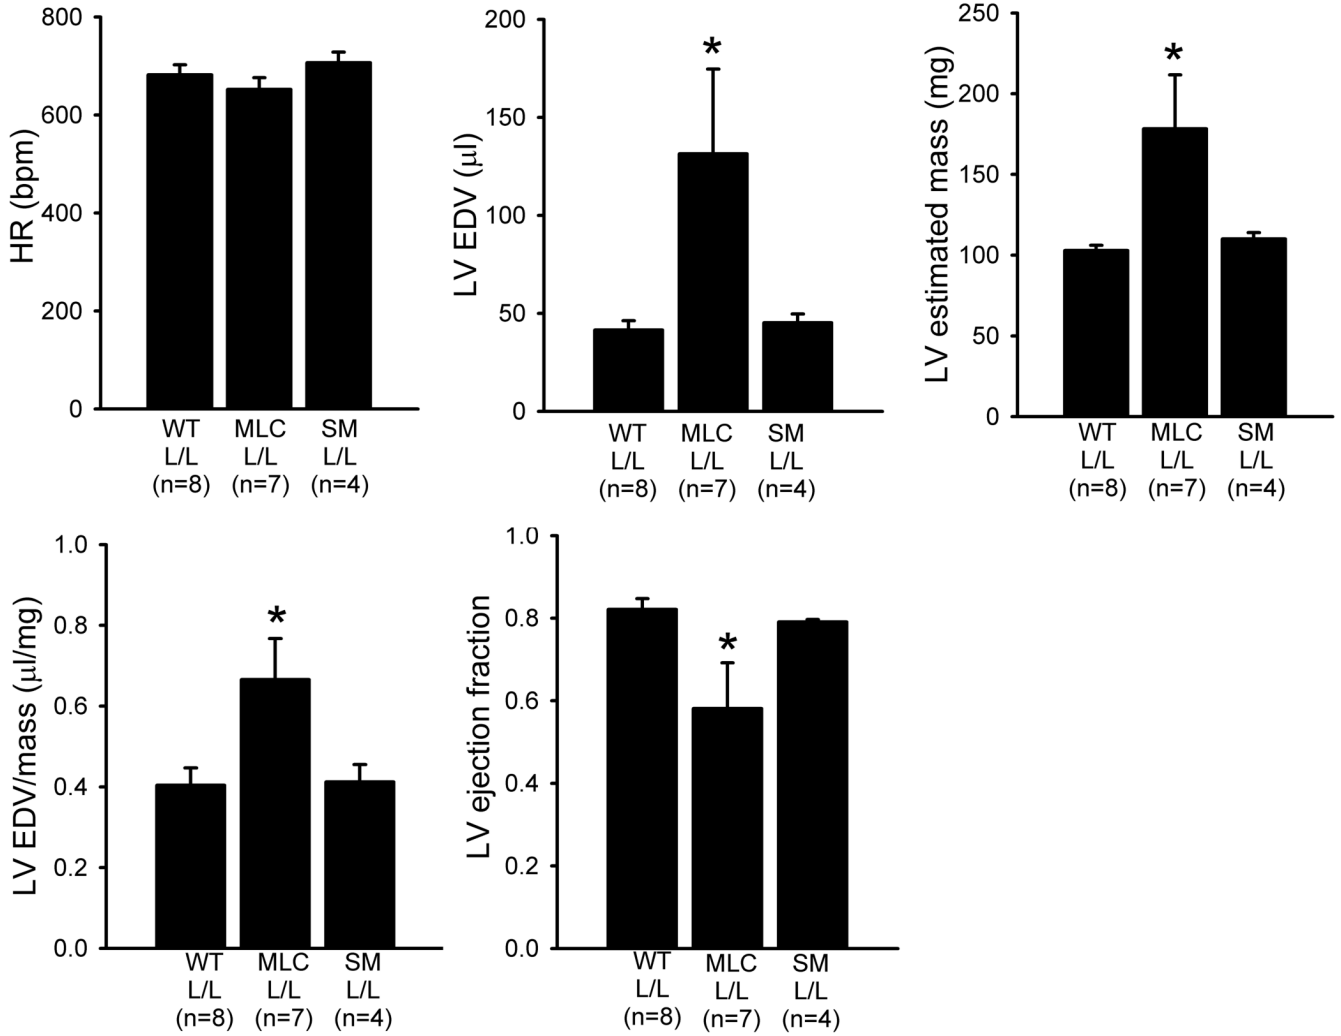 HR (bpm)
800
600
400
200
0
WT MLC SM
L/L L/L L/L
(n=8) (n=7) (n=4)
LV EDV (μl)
200
150
100
50
0
*
WT MLC SM
L/L L/L L/L
(n=8) (n=7) (n=4)
LV estimated mass (mg)
250
200
150
100
50
0
*
WT MLC SM
L/L L/L L/L
(n=8) (n=7) (n=4)
LV EDV/mass (μl/mg)
1.0
0.8
0.6
0.4
0.2
0.0
*
WT MLC SM
L/L L/L L/L
(n=8) (n=7) (n=4)
LV ejection fraction
1.0
0.8
0.6
0.4
0.2
0.0
*
WT MLC SM
L/L L/L L/L
(n=8) (n=7) (n=4)